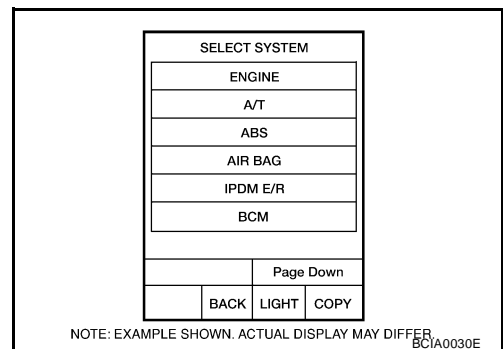 SELECT SYSTEM
ENGINE
A/T
ABS
AIR BAG
IPDM E/R
BCM
Page Down
BACK LIGHT COPY
NOTE: EXAMPLE SHOWN. ACTUAL DISPLAY MAY DIFFER
BCIA0030E